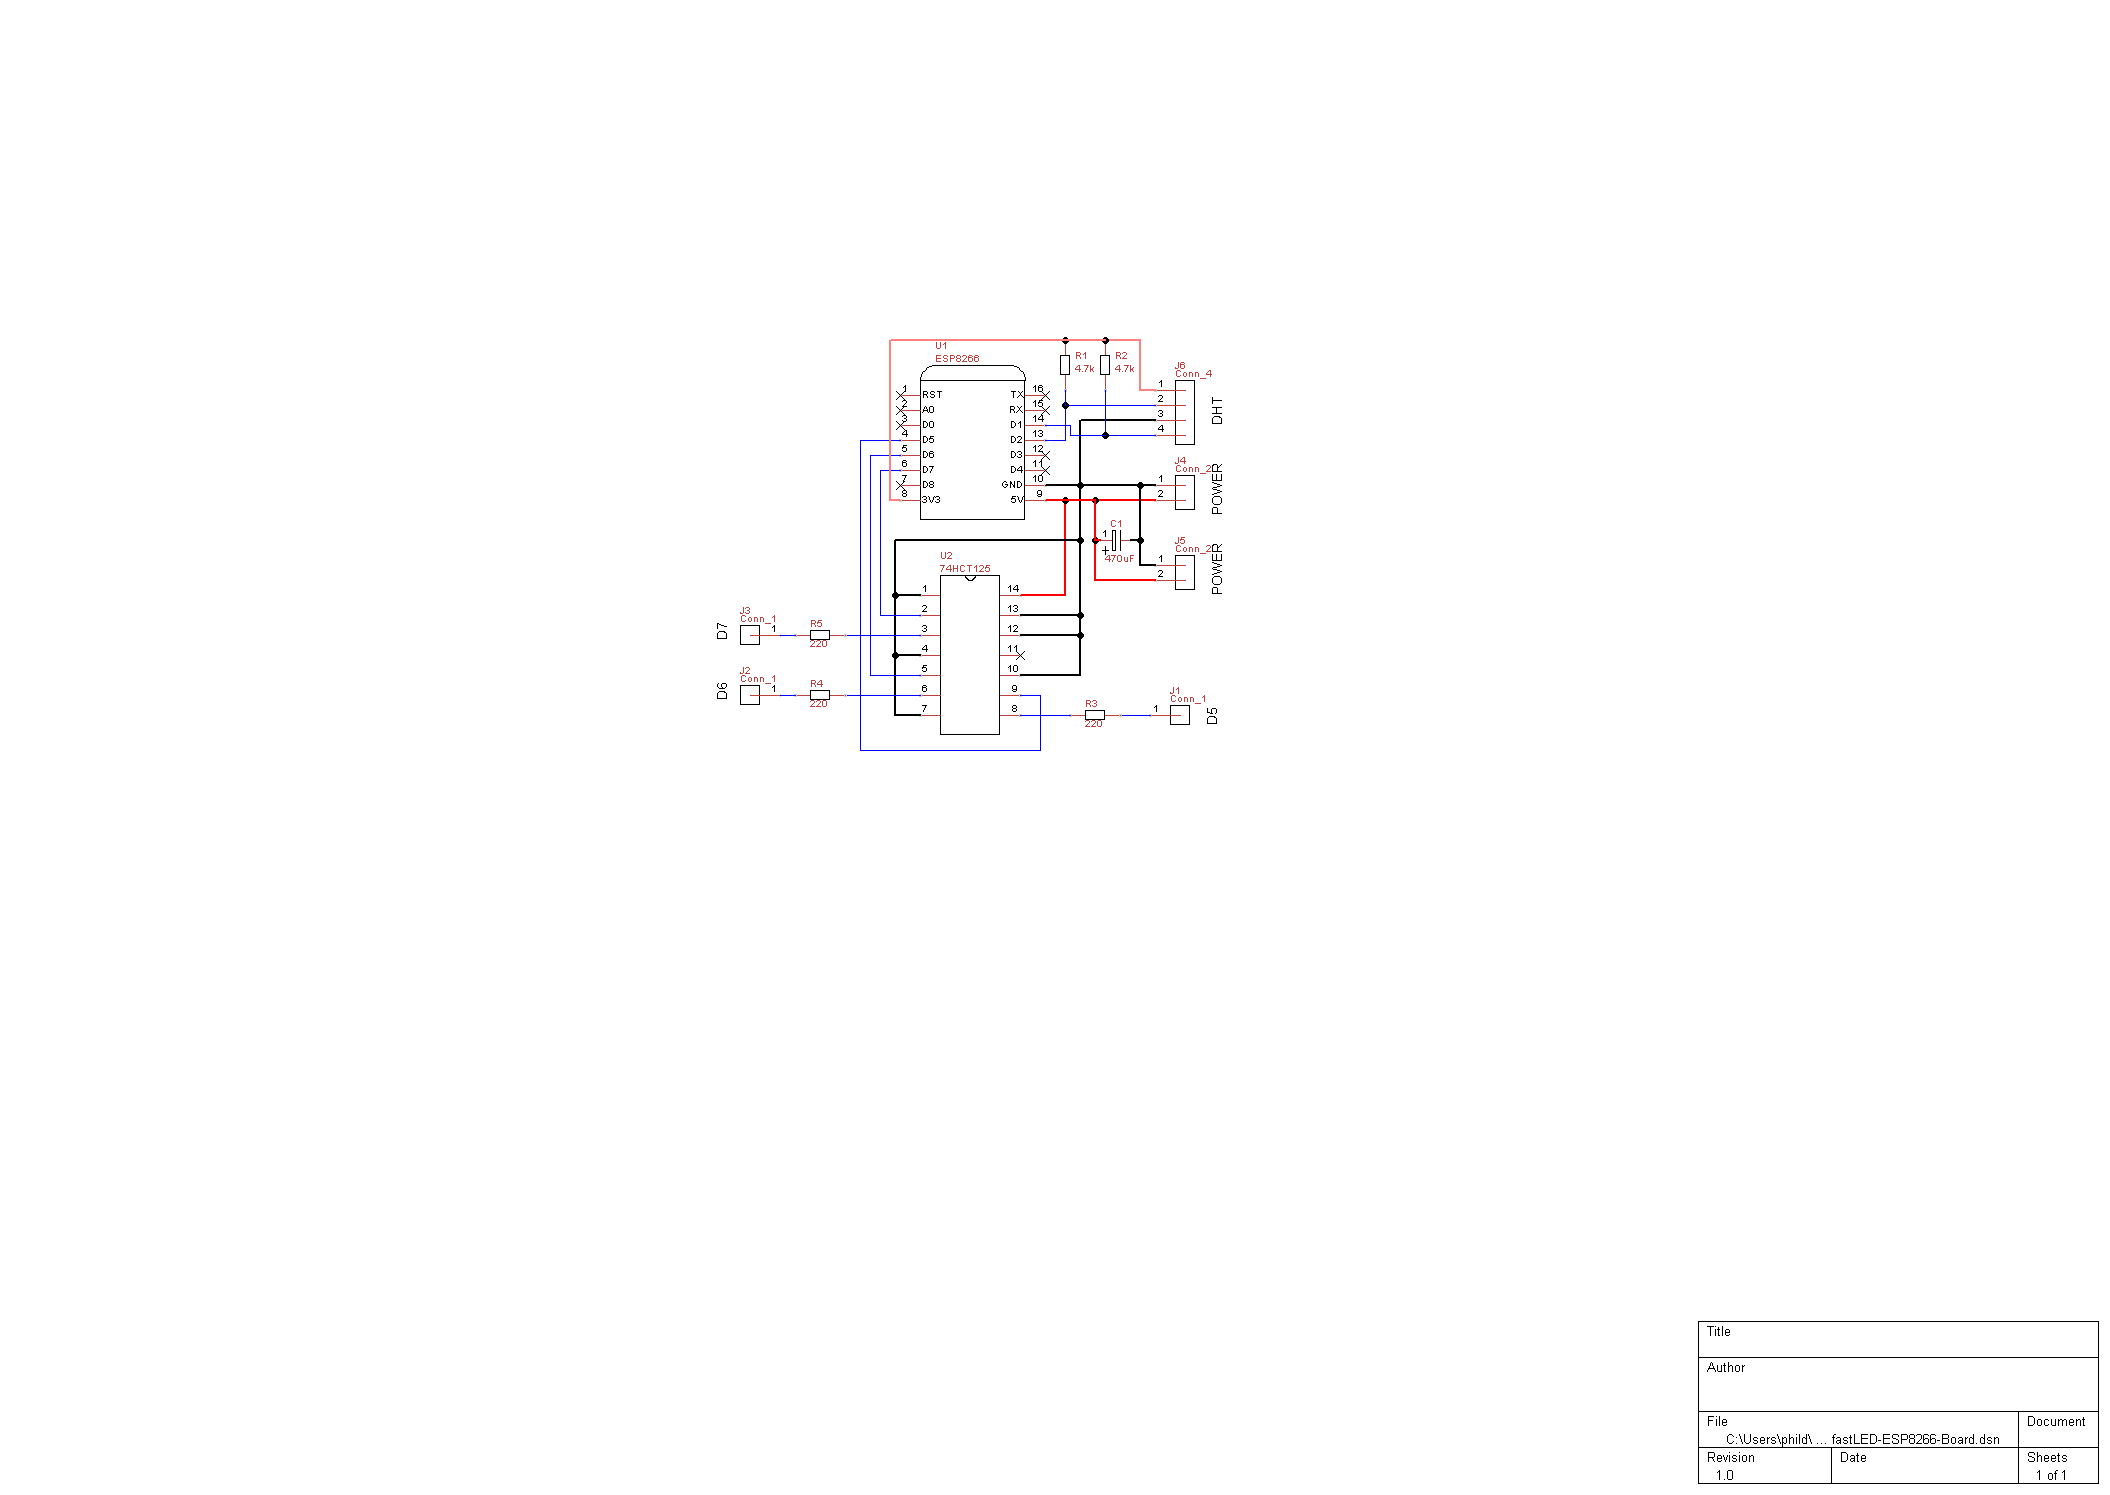 U1
ESP8266
1
RST
2
A0
3
D0
4
D5
5
D6
6
D7
7
D8
8
3V3
16
TX
15
RX
14
D1
13
D2
12
D3
11
D4
10
GND
9
5V
R1
4.7k
R2
4.7k
J6
Conn_4
1
2
3
4
DHT
J4
Conn_2
1
2
POWER
C1
1
+
470uF
J5
Conn_2
1
2
POWER
U2
74HCT125
1
2
3
4
5
6
7
14
13
12
11
10
9
8
D7
J3
Conn_1
1
R5
220
D6
J2
Conn_1
1
R4
220
R3
220
J1
Conn_1
1
D5
Title
Author
File
C:\Users\phild\ ... fastLED-ESP8266-Board.dsn
Document
Revision
1.0
Date
Sheets
1 of 1